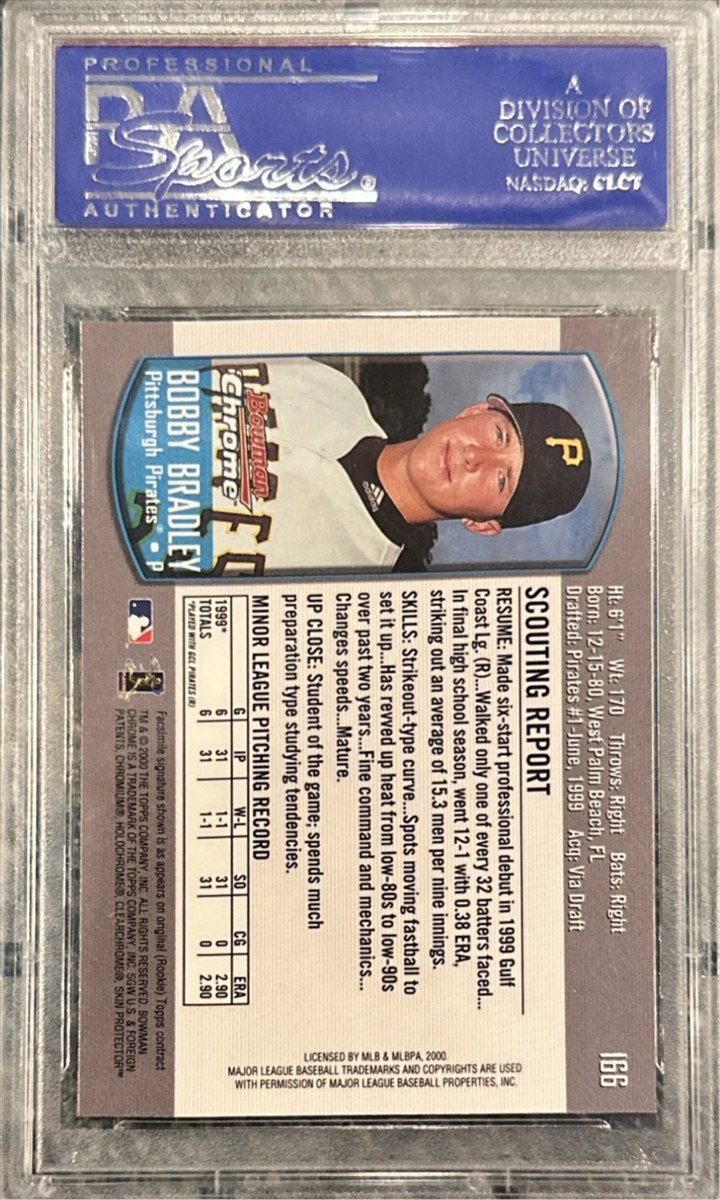 PROFESSIONAL
PSA
Sports®
AUTHENTICATOR
A
DIVISION OF
COLLECTORS
UNIVERSE
NASDAQ: CLCT
166
Ht: 6'1" Wt: 170 Throws: Right Bats: Right
Born: 12-15-80, West Palm Beach, FL
Drafted: Pirates #1-June, 1999 Acq: Via Draft
P
adidas
Bowman
Chrome
BOBBY BRADLEY
Pittsburgh Pirates® • P
SCOUTING REPORT
RESUME: Made six-start professional debut in 1999 Gulf
Coast Lg. (R)...Walked only one of every 32 batters faced...
In final high school season, went 12-1 with 0.38 ERA,
striking out an average of 15.3 men per nine innings.
SKILLS: Strikeout-type curve...Spots moving fastball to
set it up...Has revved up heat from low-80s to low-90s
over past two years...Fine command and mechanics...
Changes speeds...Mature.
UP CLOSE: Student of the game; spends much
preparation type studying tendencies.
MINOR LEAGUE PITCHING RECORD
G IP W-L SO CG ERA
1999* 6 31 1-1 31 0 2.90
TOTALS 6 31 1-1 31 0 2.90
*PLAYED WITH GCL PIRATES (R)
Facsimile signature shown is as appears on original (Rookie) Topps contract
TM & © 2000 THE TOPPS COMPANY, INC. ALL RIGHTS RESERVED. BOWMAN
CHROME IS A TRADEMARK OF THE TOPPS COMPANY, INC. SGW U.S. & FOREIGN
PATENTS, CHROMIUM®, HOLOCHROME®, CLEARCHROME®, SKIN PROTECTOR™
LICENSED BY MLB & MLBPA, 2000.
MAJOR LEAGUE BASEBALL TRADEMARKS AND COPYRIGHTS ARE USED
WITH PERMISSION OF MAJOR LEAGUE BASEBALL PROPERTIES, INC.